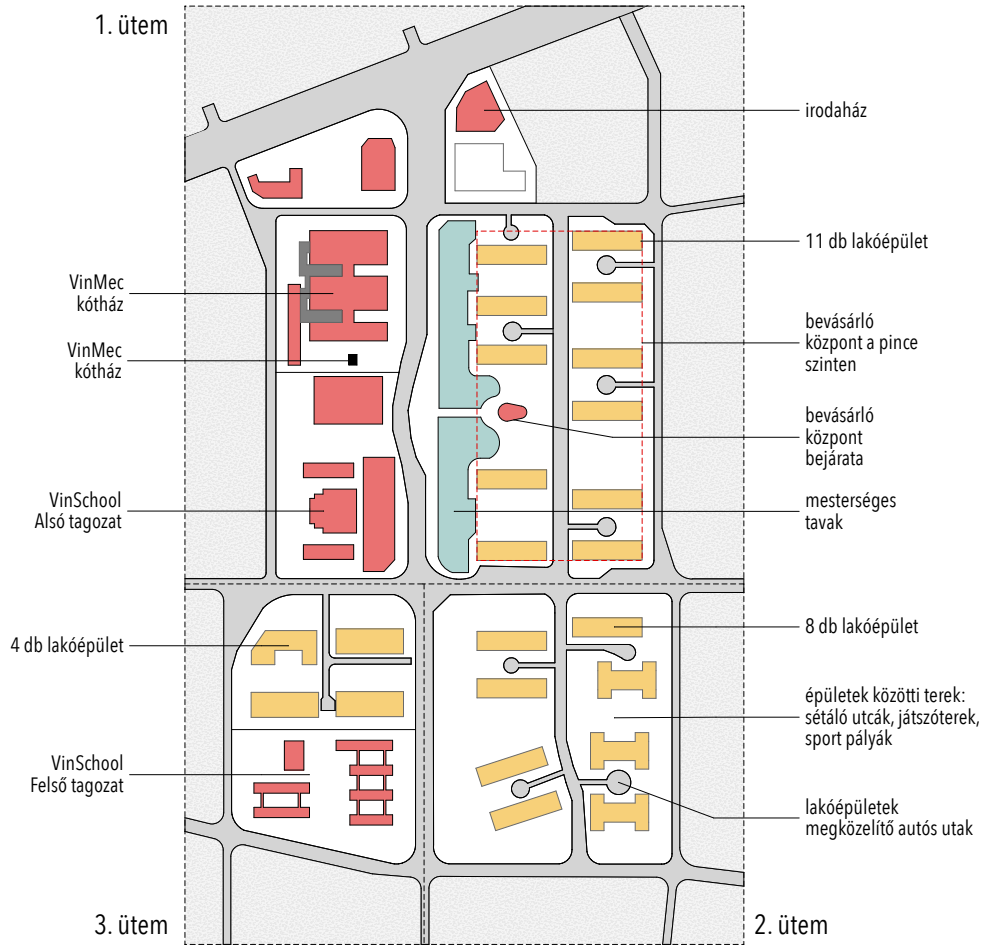 1. ütem
irodaház
11 db lakóépület
VinMec
kótház
bevásárló
központ a pince
szinten
VinMec
kótház
bevásárló
központ
bejárata
VinSchool
Alsó tagozat
mesterséges
tavak
4 db lakóépület
8 db lakóépület
épületek közötti terek:
sétáló utcák, játszóterek,
sport pályák
VinSchool
Felső tagozat
lakóépületek
megközelítő autós utak
3. ütem
2. ütem